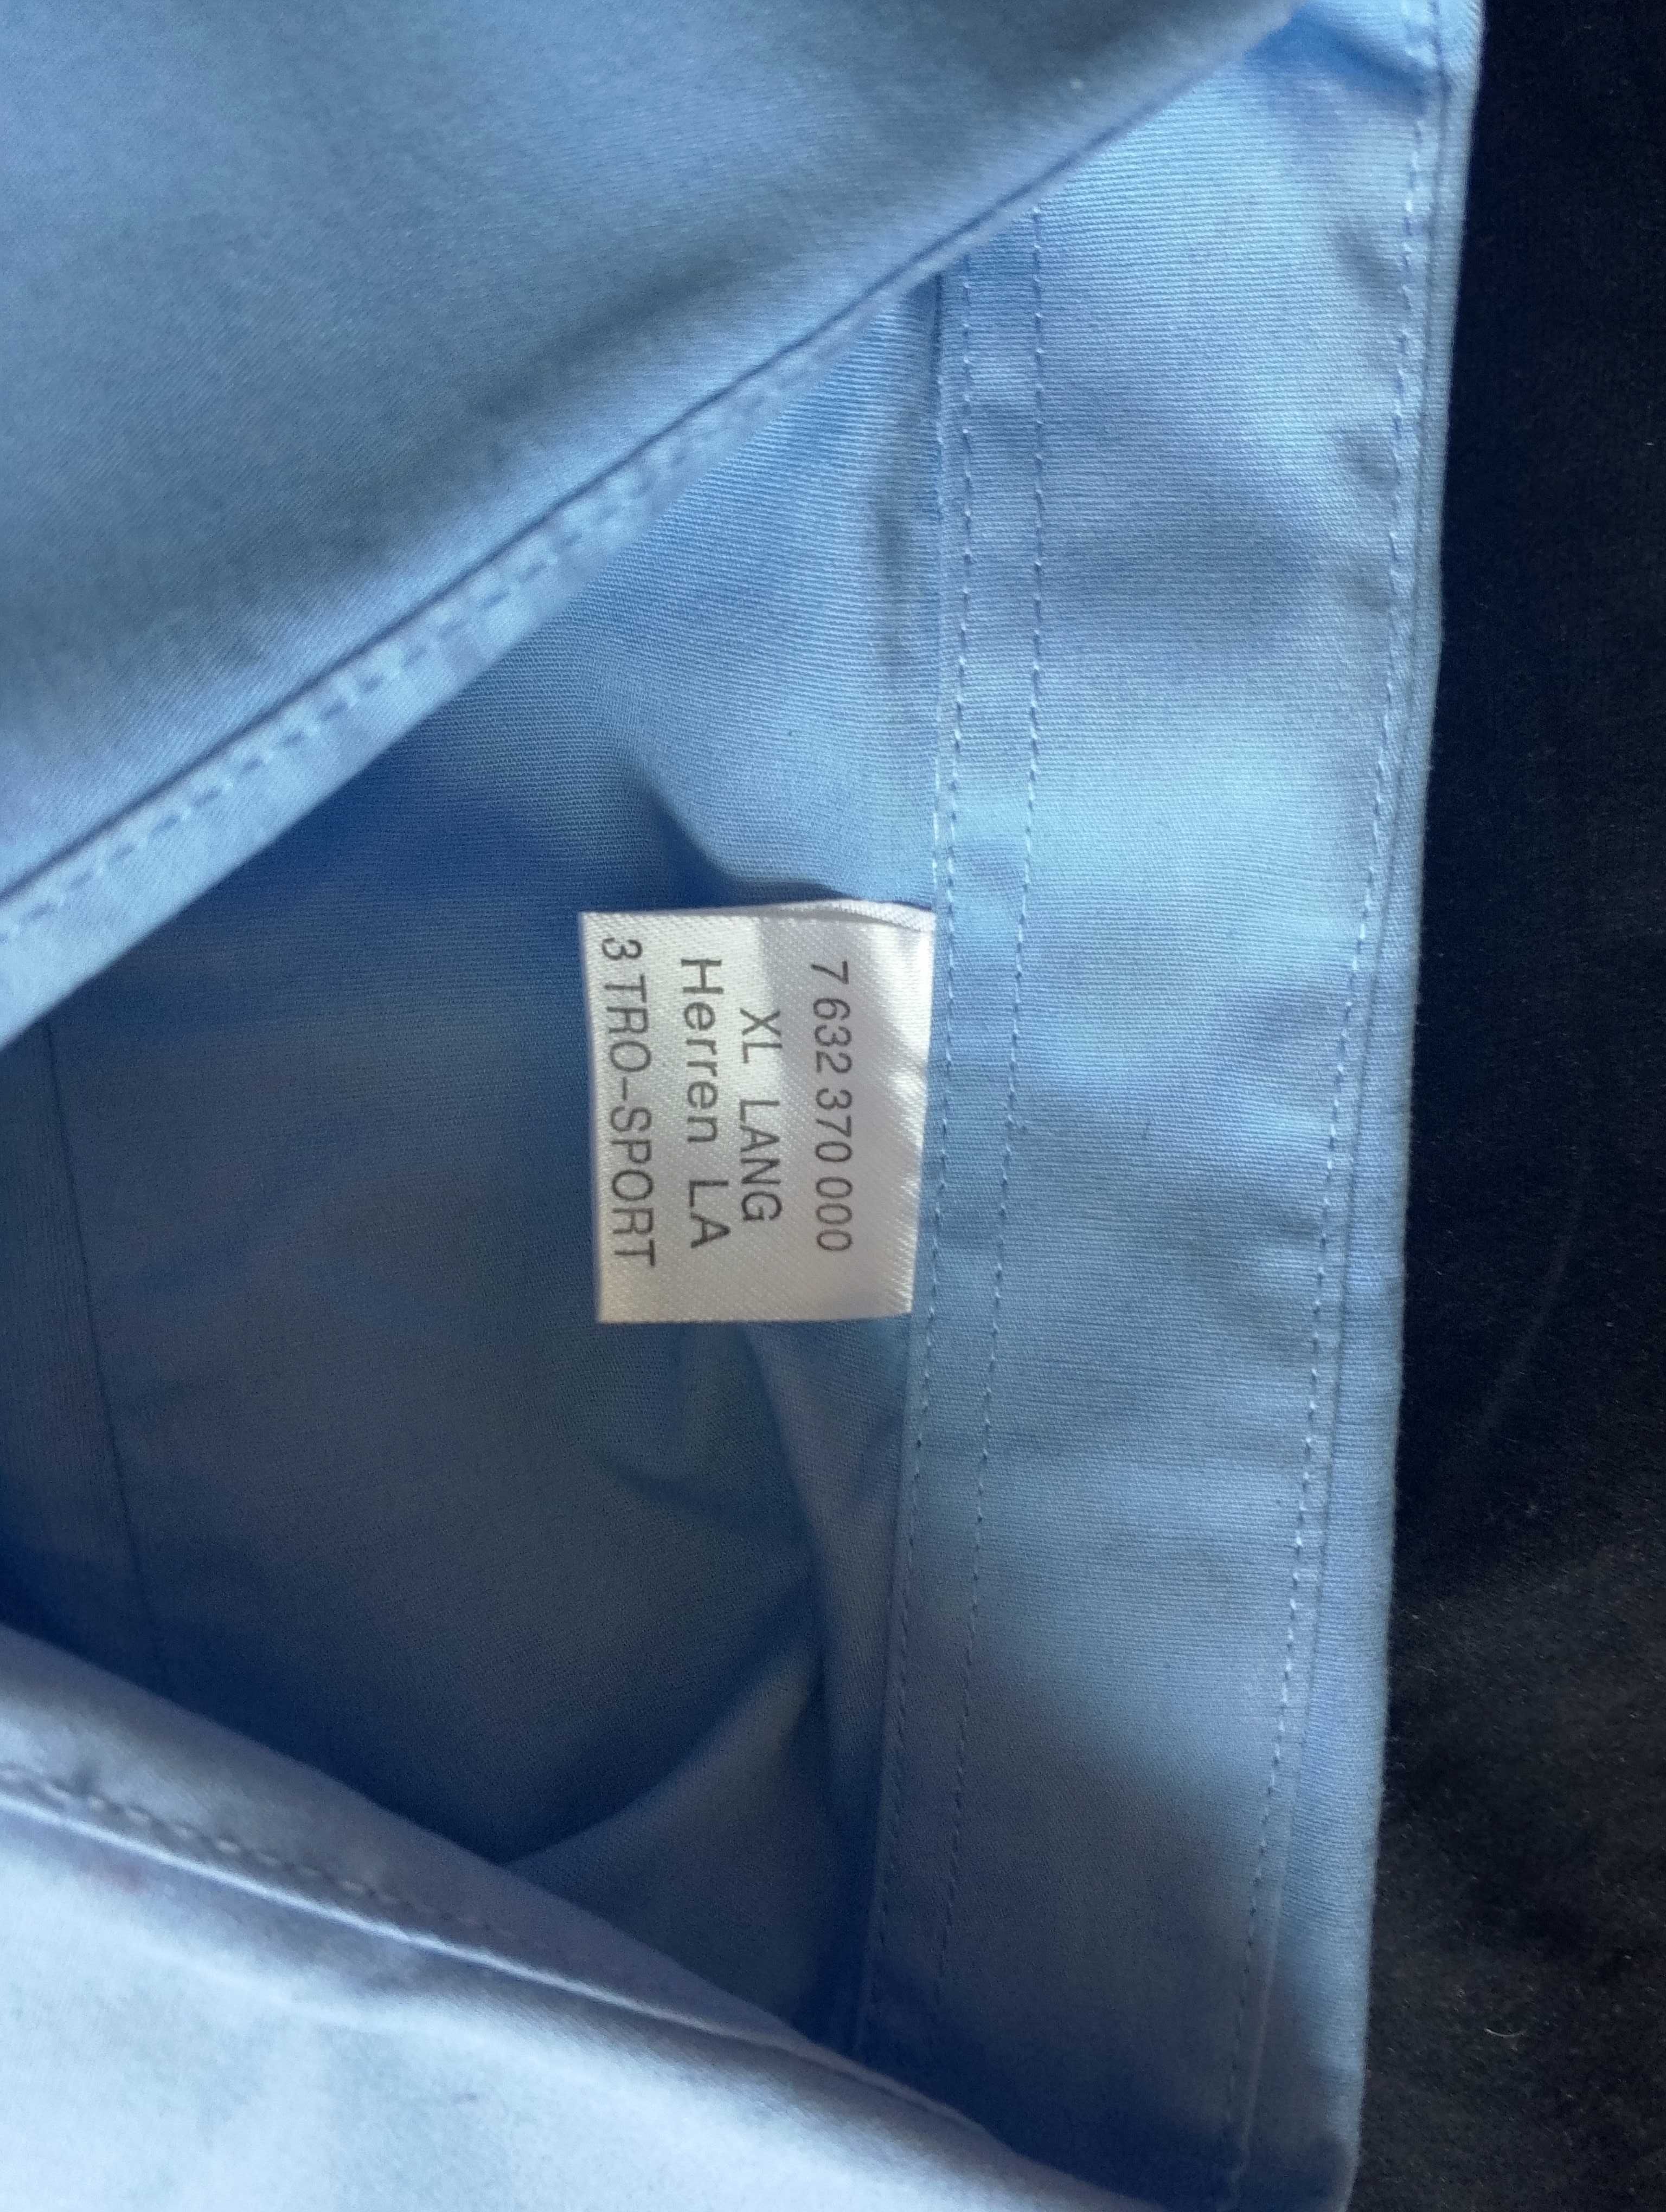 7 632 370 000
XL LANG
Herren LA
3 TRO-SPORT